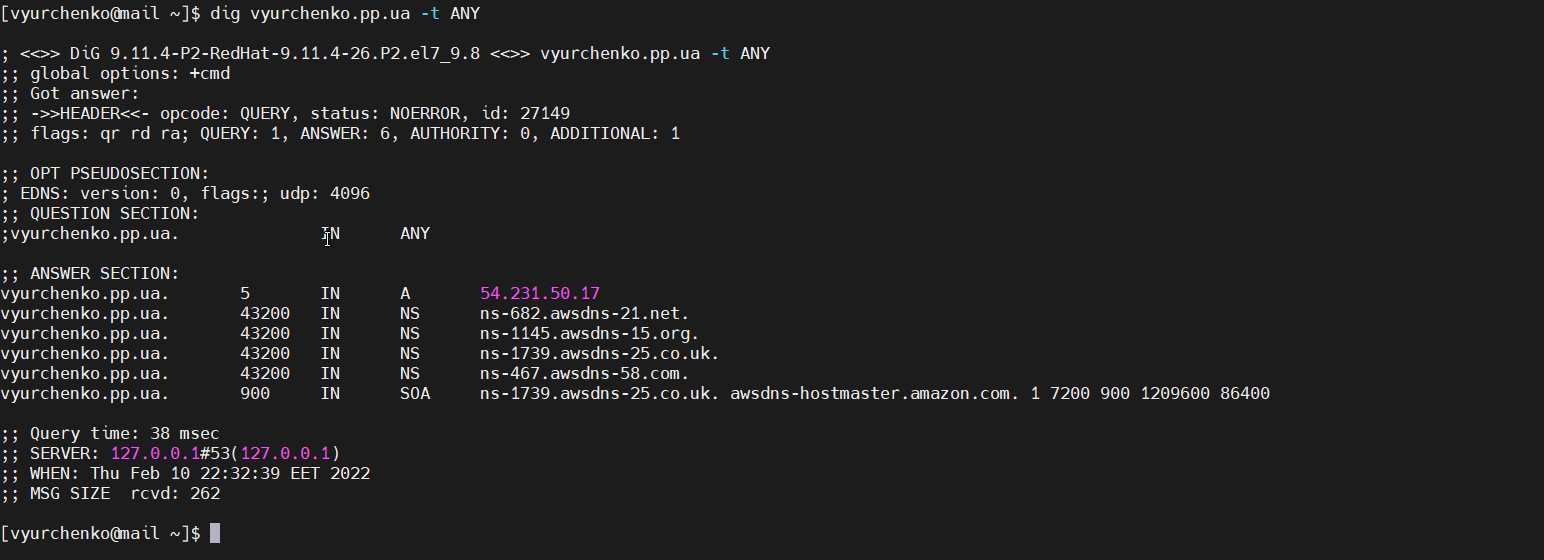 [vyurchenko@mail ~]$ dig vyurchenko.pp.ua -t ANY
; <<>> DiG 9.11.4-P2-RedHat-9.11.4-26.P2.el7_9.8 <<>> vyurchenko.pp.ua -t ANY
;; global options: +cmd
;; Got answer:
;; ->>HEADER<<- opcode: QUERY, status: NOERROR, id: 27149
;; flags: qr rd ra; QUERY: 1, ANSWER: 6, AUTHORITY: 0, ADDITIONAL: 1
;; OPT PSEUDOSECTION:
; EDNS: version: 0, flags:; udp: 4096
;; QUESTION SECTION:
;vyurchenko.pp.ua. IN ANY
;; ANSWER SECTION:
vyurchenko.pp.ua. 5 IN A 54.231.50.17
vyurchenko.pp.ua. 43200 IN NS ns-682.awsdns-21.net.
vyurchenko.pp.ua. 43200 IN NS ns-1145.awsdns-15.org.
vyurchenko.pp.ua. 43200 IN NS ns-1739.awsdns-25.co.uk.
vyurchenko.pp.ua. 43200 IN NS ns-467.awsdns-58.com.
vyurchenko.pp.ua. 900 IN SOA ns-1739.awsdns-25.co.uk. awsdns-hostmaster.amazon.com. 1 7200 900 1209600 86400
;; Query time: 38 msec
;; SERVER: 127.0.0.1#53(127.0.0.1)
;; WHEN: Thu Feb 10 22:32:39 EET 2022
;; MSG SIZE  rcvd: 262
[vyurchenko@mail ~]$